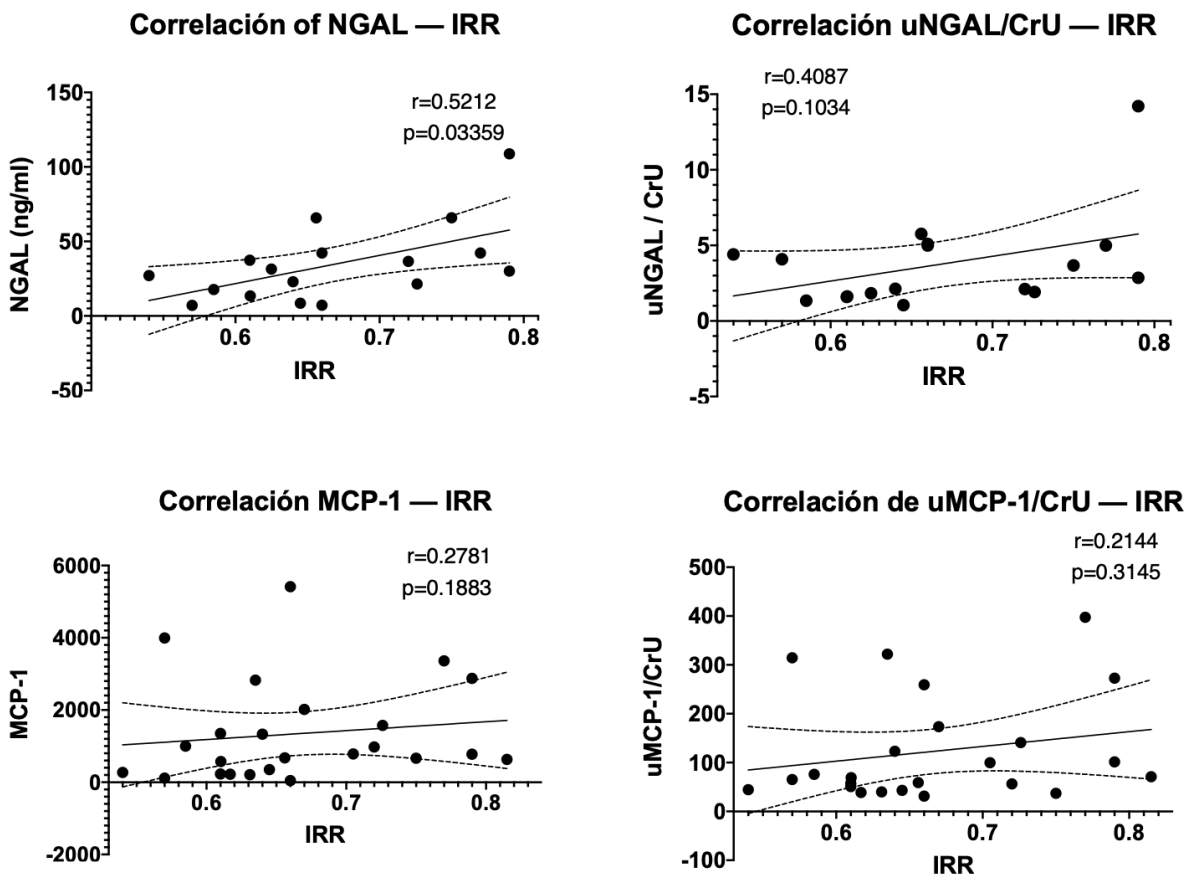 Correlación of NGAL — IRR
r=0.5212
p=0.03359
NGAL (ng/ml)
150
100
50
0
-50
0.6
0.7
0.8
IRR
Correlación uNGAL/CrU — IRR
r=0.4087
p=0.1034
uNGAL / CrU
15
10
5
0
-5
0.6
0.7
0.8
IRR
Correlación MCP-1 — IRR
r=0.2781
p=0.1883
MCP-1
6000
4000
2000
0
-2000
0.6
0.7
0.8
IRR
Correlación de uMCP-1/CrU — IRR
r=0.2144
p=0.3145
uMCP-1/CrU
500
400
300
200
100
0
-100
0.6
0.7
0.8
IRR